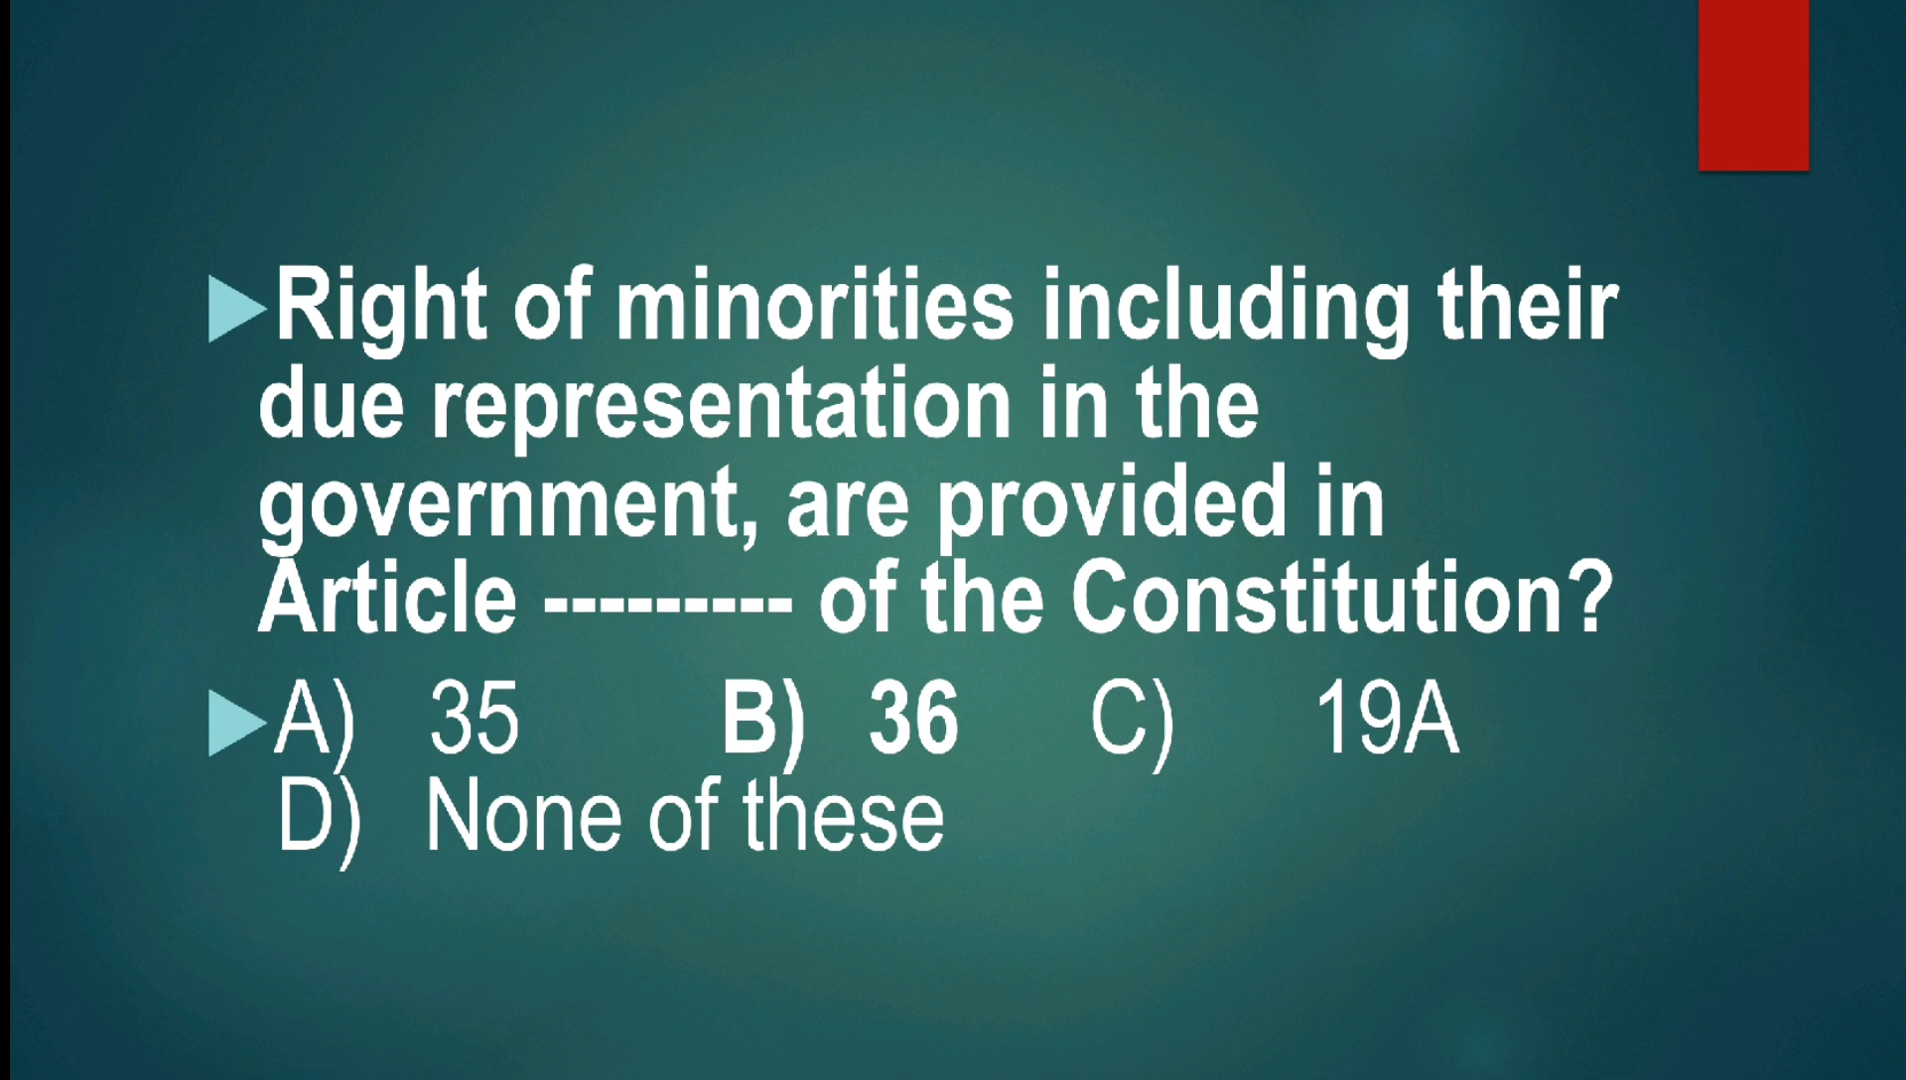 Right of minorities including their
due representation in the
government, are provided in
Article --------- of the Constitution?
A) 35 B) 36 C) 19A
D) None of these